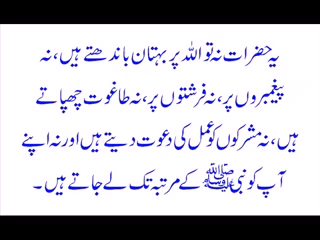 یہ حضرات نہ تو اللہ پر بہتان باندھتے ہیں، نہ
پیغمبروں پر، نہ فرشتوں پر، نہ طاغوت چھپاتے
ہیں، نہ مشرکوں کو عمل کی دعوت دیتے ہیں اور نہ اپنے
آپ کو نبی ﷺ کے مرتبہ تک لے جاتے ہیں۔